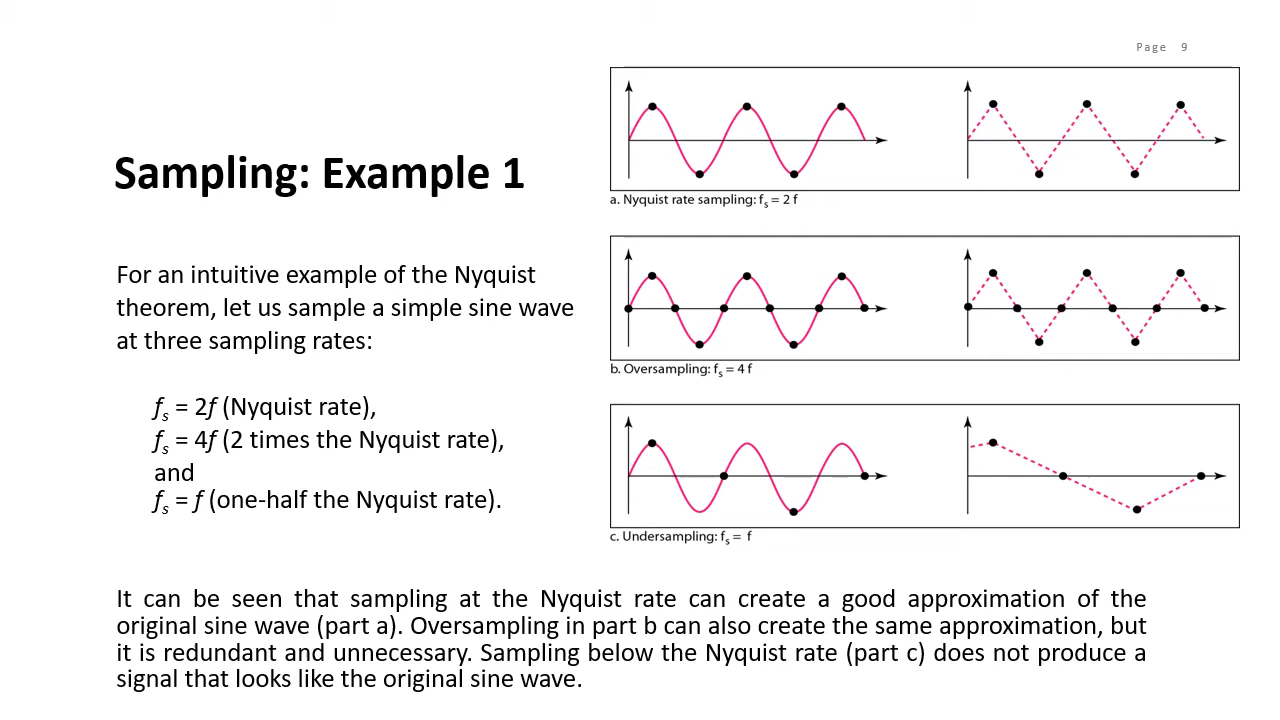 Page 9
Sampling: Example 1
For an intuitive example of the Nyquist
theorem, let us sample a simple sine wave
at three sampling rates:
fs = 2f (Nyquist rate),
fs = 4f (2 times the Nyquist rate),
and
fs = f (one-half the Nyquist rate).
a. Nyquist rate sampling: fs = 2 f
b. Oversampling: fs = 4 f
c. Undersampling: fs = f
It can be seen that sampling at the Nyquist rate can create a good approximation of the
original sine wave (part a). Oversampling in part b can also create the same approximation, but
it is redundant and unnecessary. Sampling below the Nyquist rate (part c) does not produce a
signal that looks like the original sine wave.